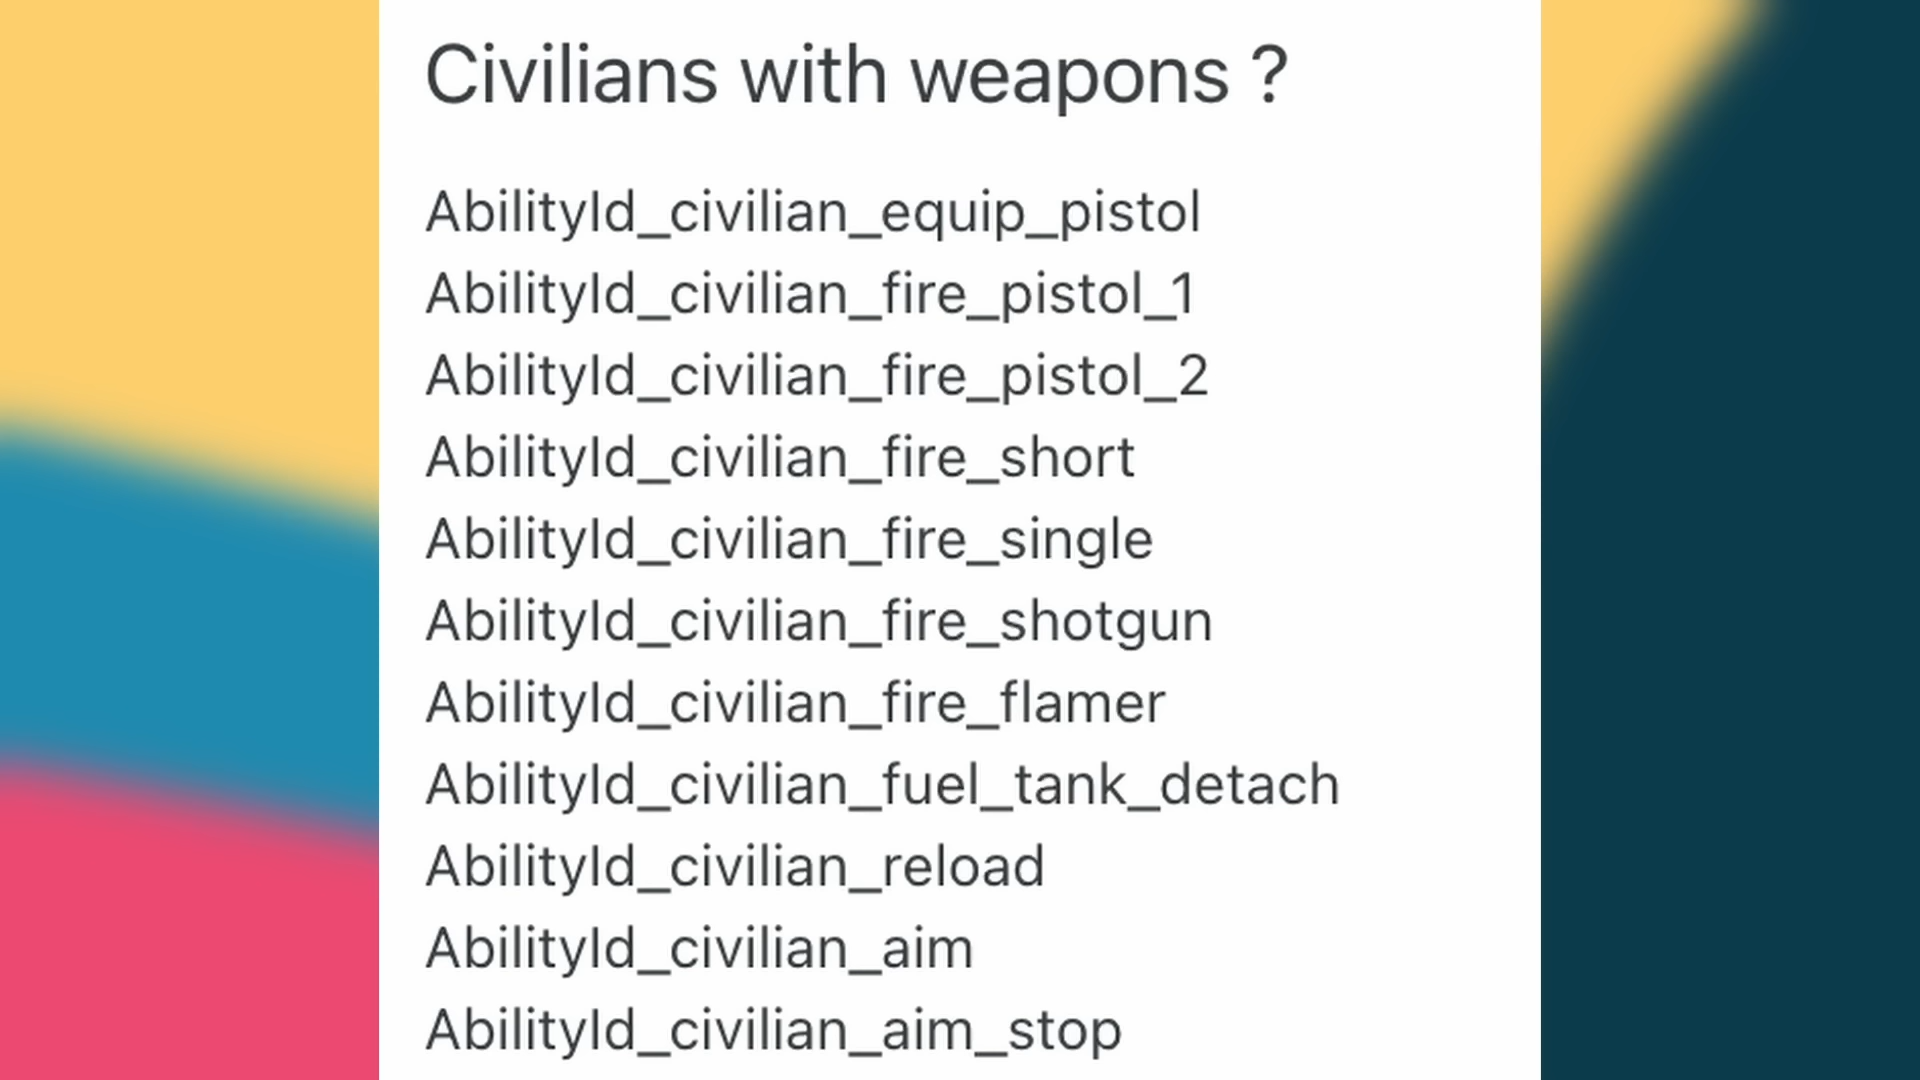 Civilians with weapons ?
AbilityId_civilian_equip_pistol
AbilityId_civilian_fire_pistol_1
AbilityId_civilian_fire_pistol_2
AbilityId_civilian_fire_short
AbilityId_civilian_fire_single
AbilityId_civilian_fire_shotgun
AbilityId_civilian_fire_flamer
AbilityId_civilian_fuel_tank_detach
AbilityId_civilian_reload
AbilityId_civilian_aim
AbilityId_civilian_aim_stop